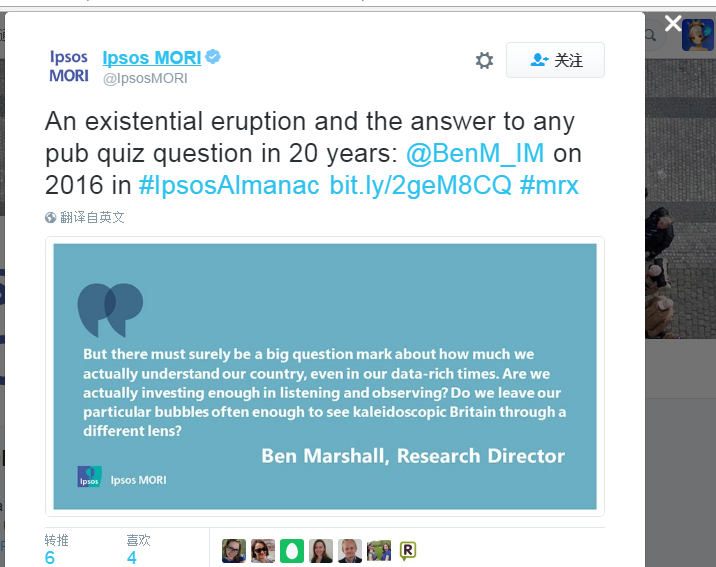 Ipsos MORI
@IpsosMORI
Ipsos
MORI
关注
An existential eruption and the answer to any
pub quiz question in 20 years: @BenM_IM on
2016 in #IpsosAlmanac bit.ly/2geM8CQ #mrx
翻译自英文
But there must surely be a big question mark about how much we
actually understand our country, even in our data-rich times. Are we
actually investing enough in listening and observing? Do we leave our
particular bubbles often enough to see kaleidoscopic Britain through a
different lens?
Ben Marshall, Research Director
Ipsos
Ipsos MORI
转推
6
喜欢
4
R